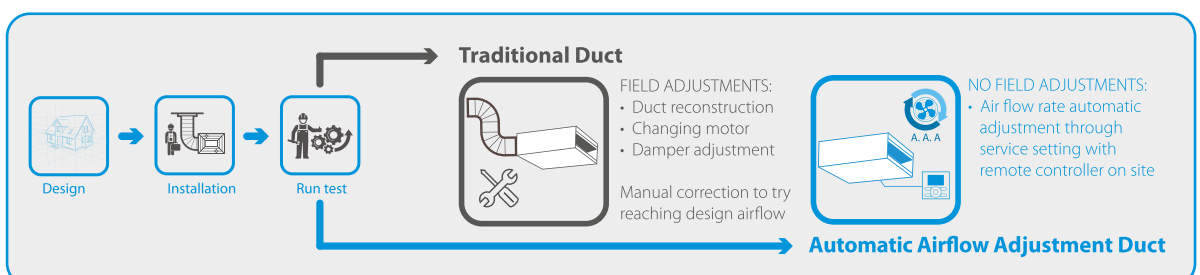 Design
Installation
Run test
Traditional Duct
FIELD ADJUSTMENTS:
• Duct reconstruction
• Changing motor
• Damper adjustment
Manual correction to try
reaching design airflow
A. A. A
NO FIELD ADJUSTMENTS:
• Air flow rate automatic
adjustment through
service setting with
remote controller on site
Automatic Airflow Adjustment Duct